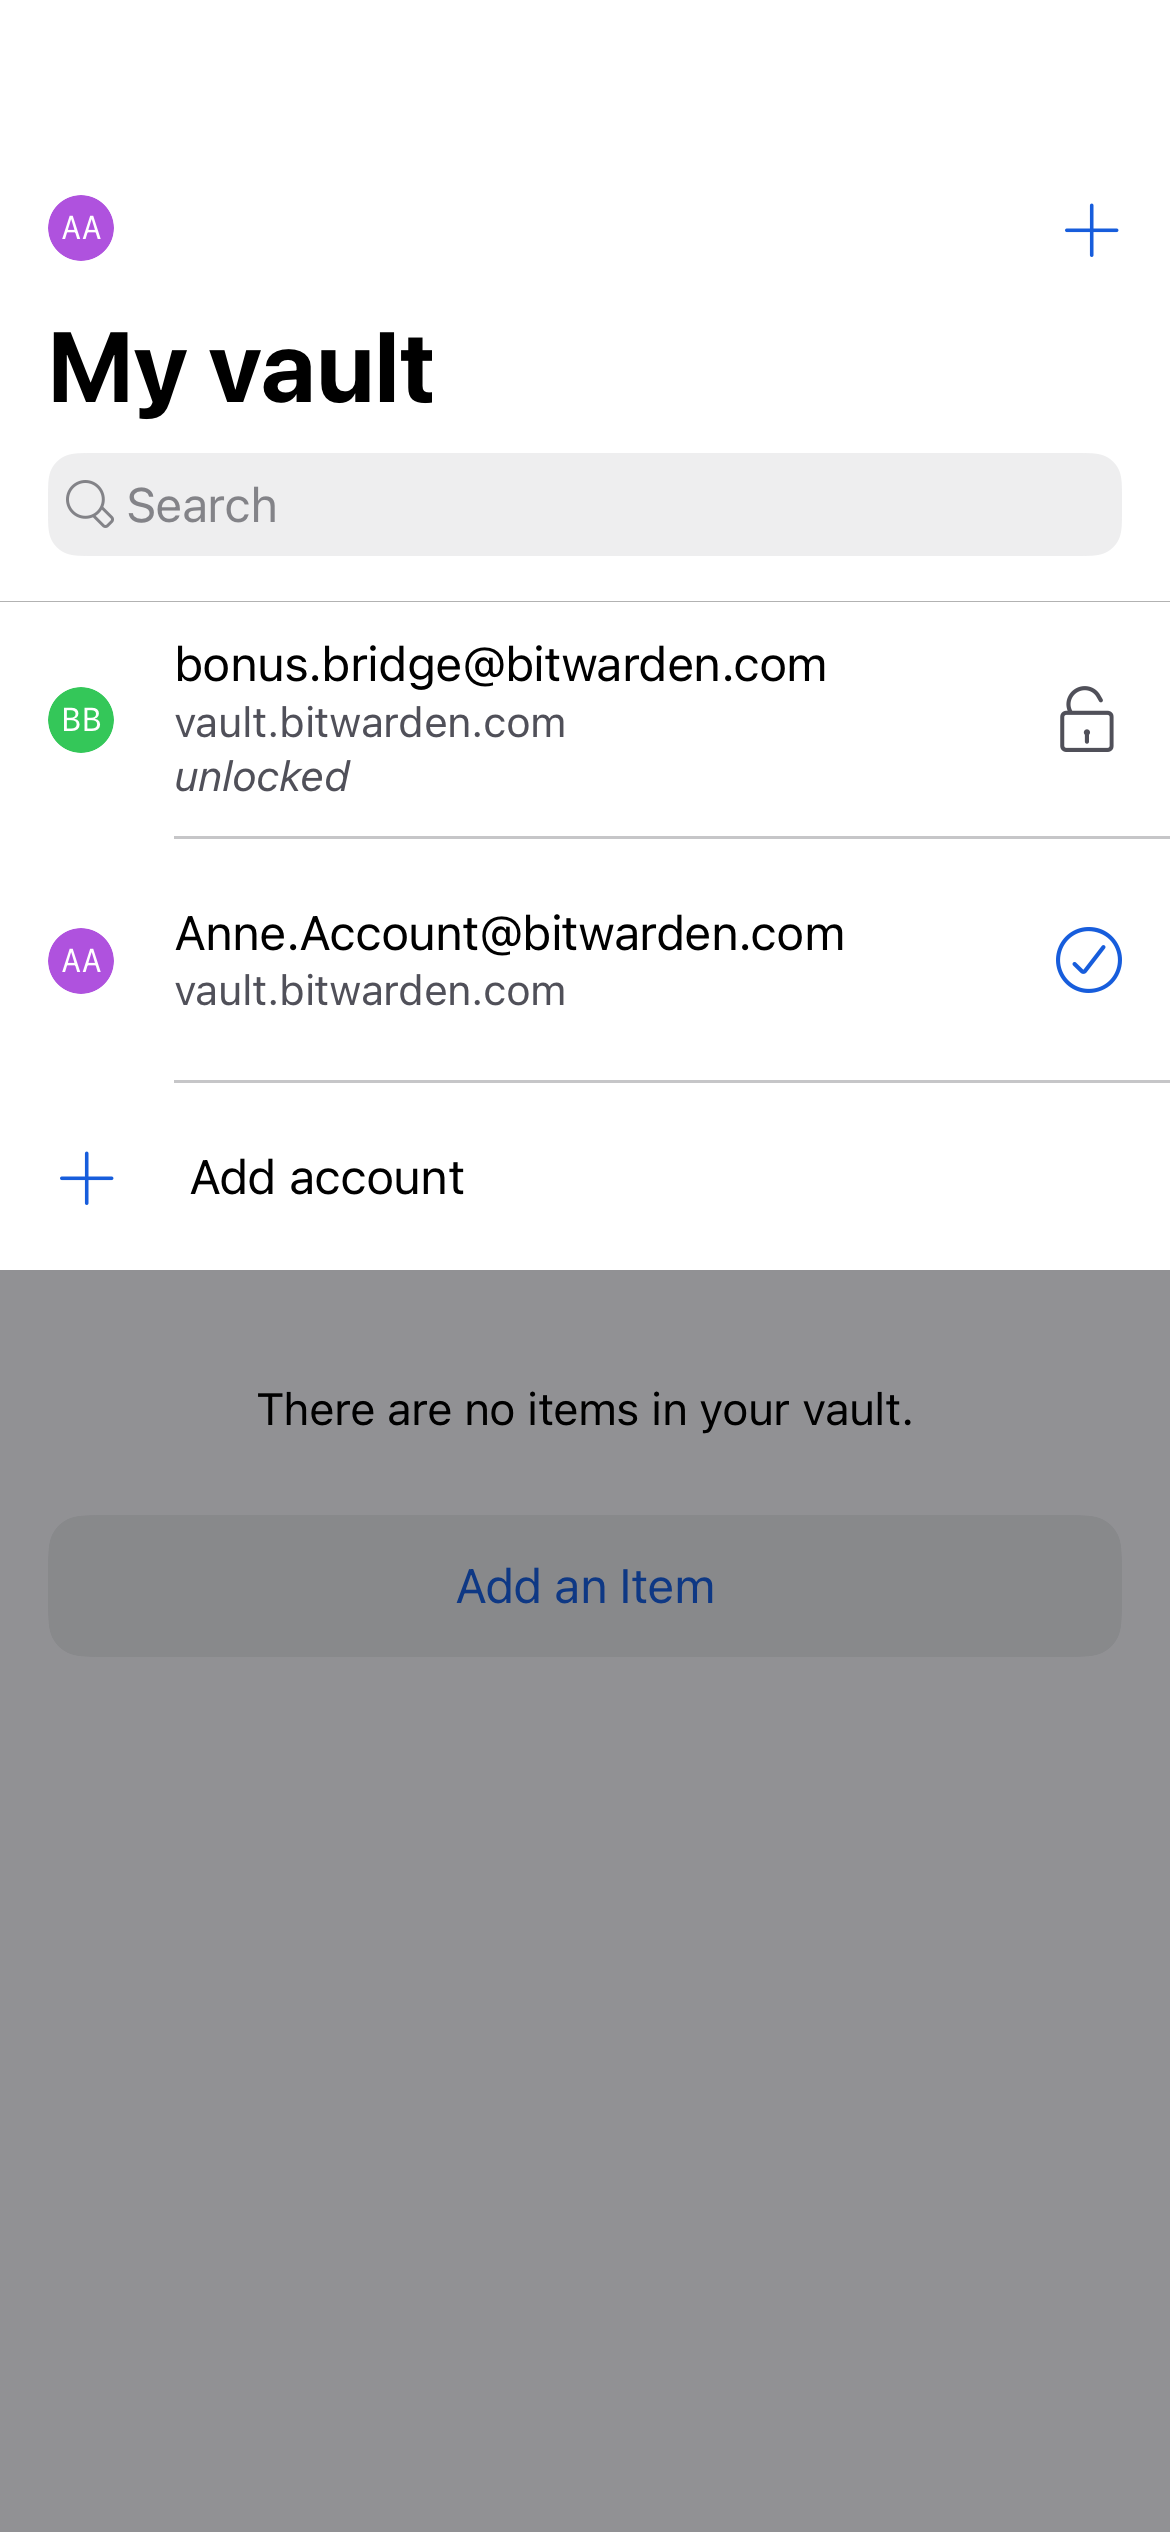 AA
My vault
Search
BB
bonus.bridge@bitwarden.com
vault.bitwarden.com
unlocked
AA
Anne.Account@bitwarden.com
vault.bitwarden.com
Add account
There are no items in your vault.
Add an Item